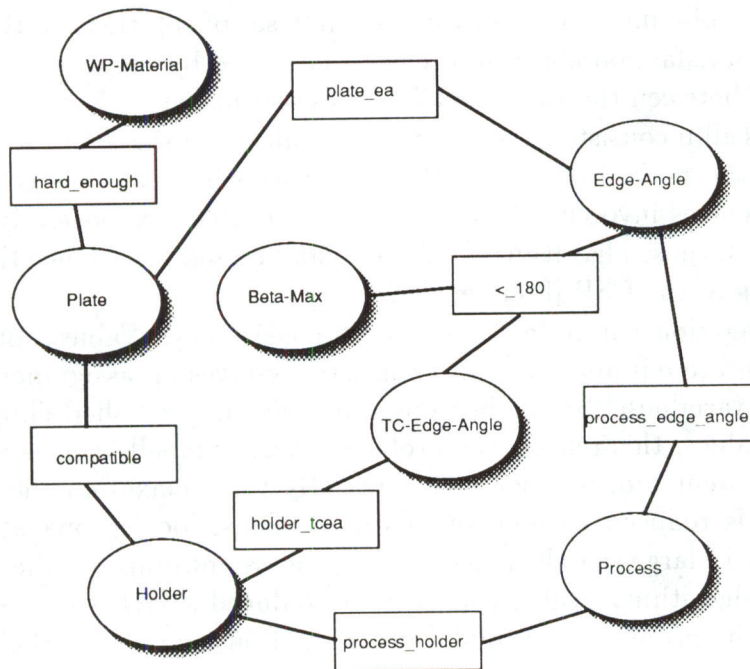 WP-Material
plate_ea
hard_enough
Edge-Angle
Plate
Beta-Max
<_180
TC-Edge-Angle
process_edge_angle
compatible
holder_tcea
Holder
Process
process_holder